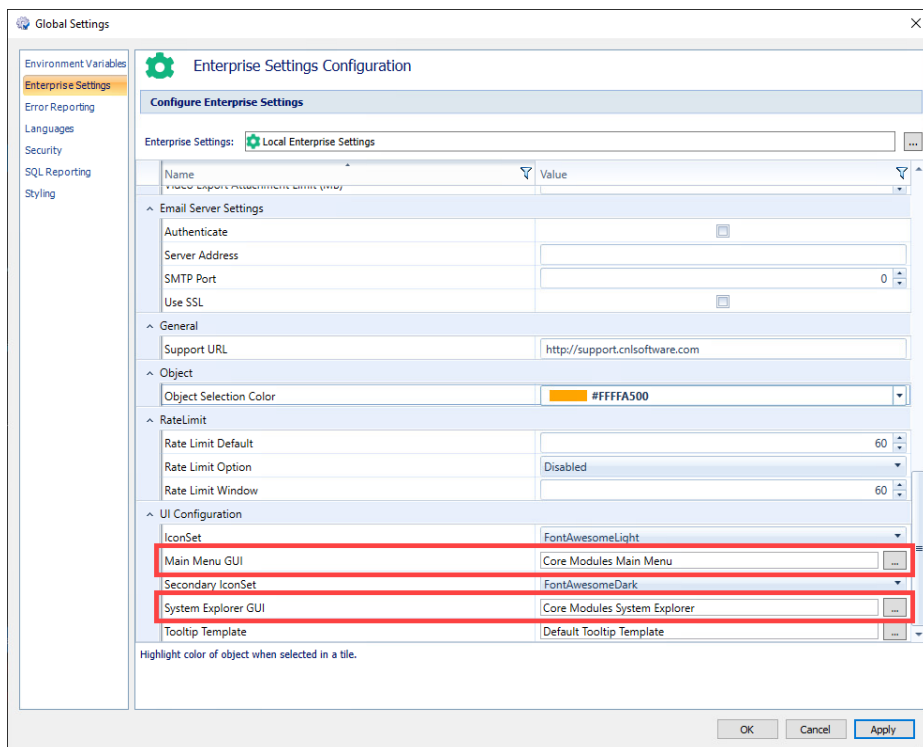 Global Settings
Environment Variables
Enterprise Settings
Error Reporting
Languages
Security
SQL Reporting
Styling
Enterprise Settings Configuration
Configure Enterprise Settings
Enterprise Settings: Local Enterprise Settings ...
Name Value
Video Export Attachment Limit (MB)
Email Server Settings
Authenticate
Server Address
SMTP Port 0
Use SSL
General
Support URL http://support.cnlsoftware.com
Object
Object Selection Color #FFFFA500
RateLimit
Rate Limit Default 60
Rate Limit Option Disabled
Rate Limit Window 60
UI Configuration
IconSet FontAwesomeLight
Main Menu GUI Core Modules Main Menu ...
Secondary IconSet FontAwesomeDark
System Explorer GUI Core Modules System Explorer ...
Tooltip Template Default Tooltip Template ...
Highlight color of object when selected in a tile.
OK Cancel Apply